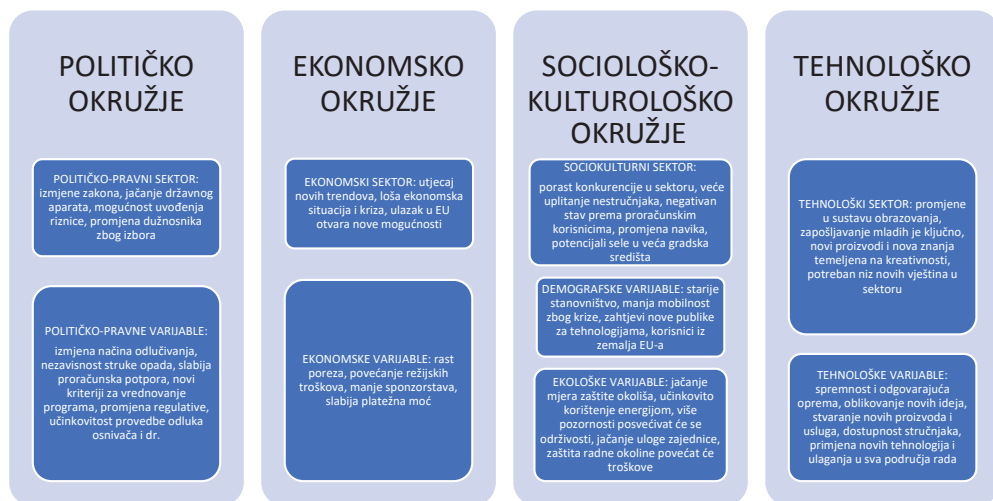 POLITIČKO
OKRUŽJE
POLITIČKO-PRAVNI SEKTOR:
izmjene zakona, jačanje državnog
aparata, mogućnost uvođenja
riznice, promjena dužnosnika
zbog izbora
POLITIČKO-PRAVNE VARIJABLE:
izmjena načina odlučivanja,
nezavisnost struke opada, slabija
proračunska potpora, novi
kriteriji za vrednovanje
programa, promjena regulative,
učinkovitost provedbe odluka
osnivača i dr.
EKONOMSKO
OKRUŽJE
EKONOMSKI SEKTOR: utjecaj
novih trendova, loša ekonomska
situacija i kriza, ulazak u EU
otvara nove mogućnosti
EKONOMSKE VARIJABLE: rast
poreza, povećanje režijskih
troškova, manje sponzorstava,
slabija platežna moć
SOCIOLOŠKO-
KULTUROLOŠKO
OKRUŽJE
SOCIOKULTURNI SEKTOR:
porast konkurencije u sektoru, veće
uplitanje nestručnjaka, negativan
stav prema proračunskim
korisnicima, promjena navika,
potencijali sele u veća gradska
središta
DEMOGRAFSKE VARIJABLE: starije
stanovništvo, manja mobilnost
zbog krize, zahtjevi nove publike
za tehnologijama, korisnici iz
zemalja EU-a
EKOLOŠKE VARIJABLE: jačanje
mjera zaštite okoliša, učinkovito
korištenje energijom, više
pozornosti posvećivat će se
održivosti, jačanje uloge zajednice,
zaštita radne okoline povećat će
troškove
TEHNOLOŠKO
OKRUŽJE
TEHNOLOŠKI SEKTOR: promjene
u sustavu obrazovanja,
zapošljavanje mladih je ključno,
novi proizvodi i nova znanja
temeljena na kreativnosti,
potreban niz novih vještina u
sektoru
TEHNOLOŠKE VARIJABLE:
spremnost i odgovarajuća
oprema, oblikovanje novih ideja,
stvaranje novih proizvoda i
usluga, dostupnost stručnjaka,
primjena novih tehnologija i
ulaganja u sva područja rada